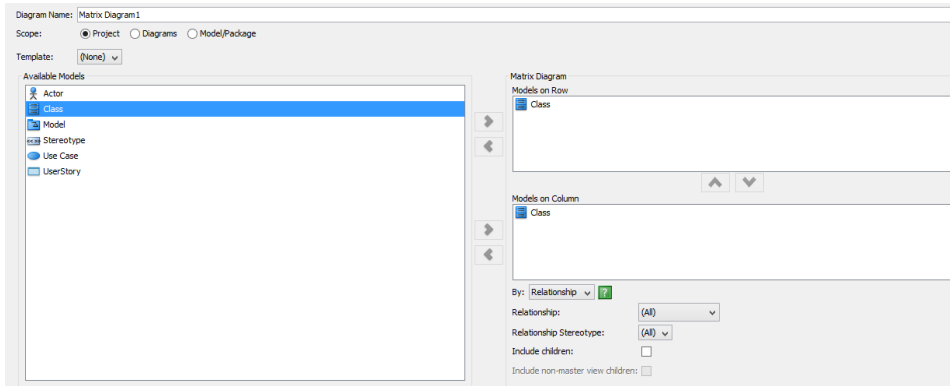 Diagram Name: Matrix Diagram1
Scope: Project Diagrams Model/Package
Template: (None)
Available Models
Actor
Class
Model
Stereotype
Use Case
UserStory
Matrix Diagram
Models on Row
Class
Models on Column
Class
By: Relationship ?
Relationship: (All)
Relationship Stereotype: (All)
Include children:
Include non-master view children: